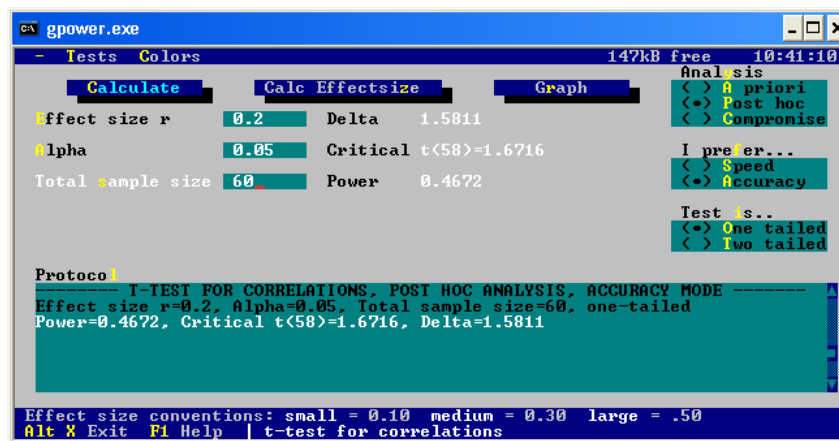 gpower.exe
- Tests Colors 147kB free 10:41:10
Analysis
Calculate Calc Effectsize Graph ( ) A priori
(•) Post hoc
Effect size r 0.2 Delta 1.5811 ( ) Compromise
Alpha 0.05 Critical t(58)=1.6716 I prefer...
( ) Speed
Total sample size 60_ Power 0.4672 (•) Accuracy
Test is..
(•) One tailed
( ) Two tailed
Protocol
-------- T-TEST FOR CORRELATIONS, POST HOC ANALYSIS, ACCURACY MODE -------
Effect size r=0.2, Alpha=0.05, Total sample size=60, one-tailed
Power=0.4672, Critical t(58)=1.6716, Delta=1.5811
Effect size conventions: small = 0.10 medium = 0.30 large = .50
Alt X Exit F1 Help | t-test for correlations